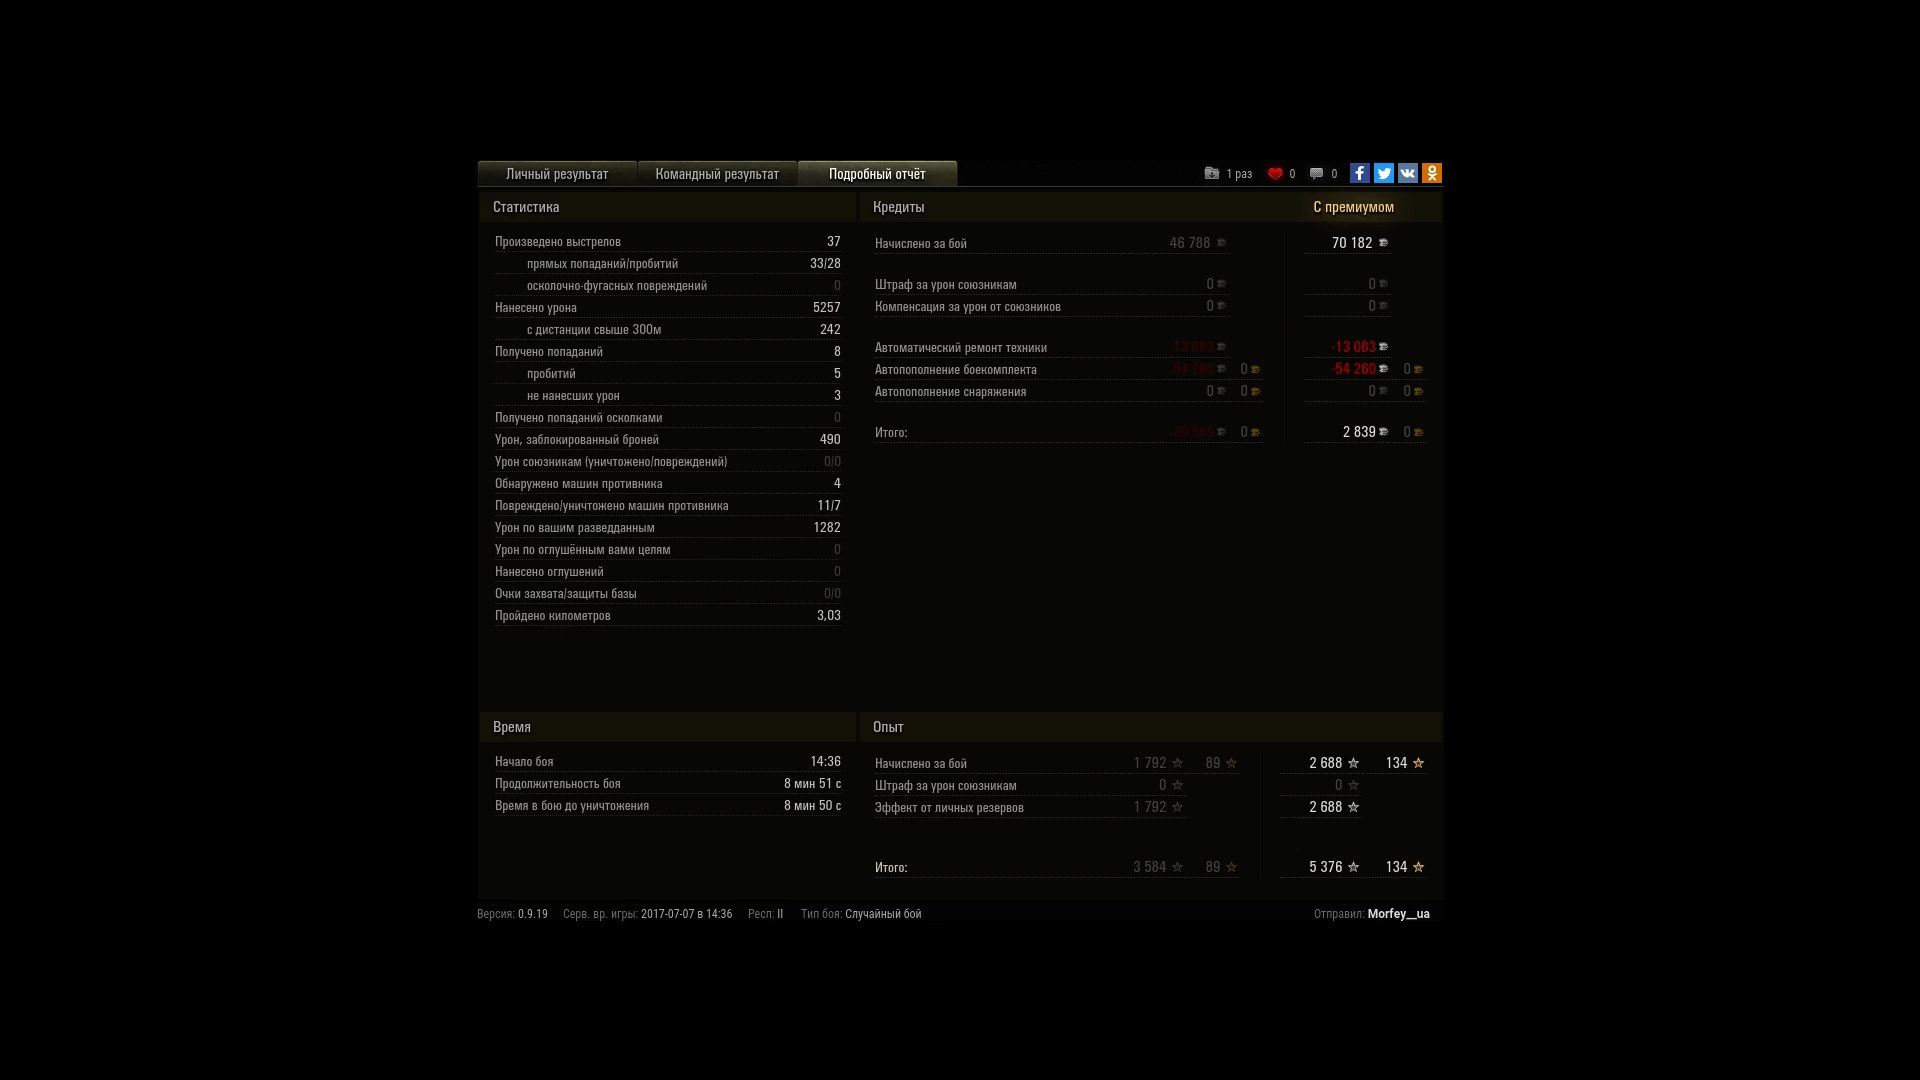 Личный результат Командный результат Подробный отчёт 1 раз 0 0
Статистика
Произведено выстрелов 37
прямых попаданий/пробитий 33/28
осколочно-фугасных повреждений 0
Нанесено урона 5257
с дистанции свыше 300м 242
Получено попаданий 8
пробитий 5
не нанесших урон 3
Получено попаданий осколками 0
Урон, заблокированный броней 490
Урон союзникам (уничтожено/повреждений) 0/0
Обнаружено машин противника 4
Повреждено/уничтожено машин противника 11/7
Урон по вашим разведданным 1282
Урон по оглушённым вами целям 0
Нанесено оглушений 0
Очки захвата/защиты базы 0/0
Пройдено километров 3,03
Кредиты С премиумом
Начислено за бой 46 788 70 182
Штраф за урон союзникам 0 0
Компенсация за урон от союзников 0 0
Автоматический ремонт техники -13 083 -13 083
Автопополнение боекомплекта -54 260 0 -54 260 0
Автопополнение снаряжения 0 0 0 0
Итого: -20 555 0 2 839 0
Время
Начало боя 14:36
Продолжительность боя 8 мин 51 с
Время в бою до уничтожения 8 мин 50 с
Опыт
Начислено за бой 1 792 89 2 688 134
Штраф за урон союзникам 0 0
Эффект от личных резервов 1 792 2 688
Итого: 3 584 89 5 376 134
Версия: 0.9.19 Серв. вр. игры: 2017-07-07 в 14:36 Респ: II Тип боя: Случайный бой Отправил: Morfey__ua